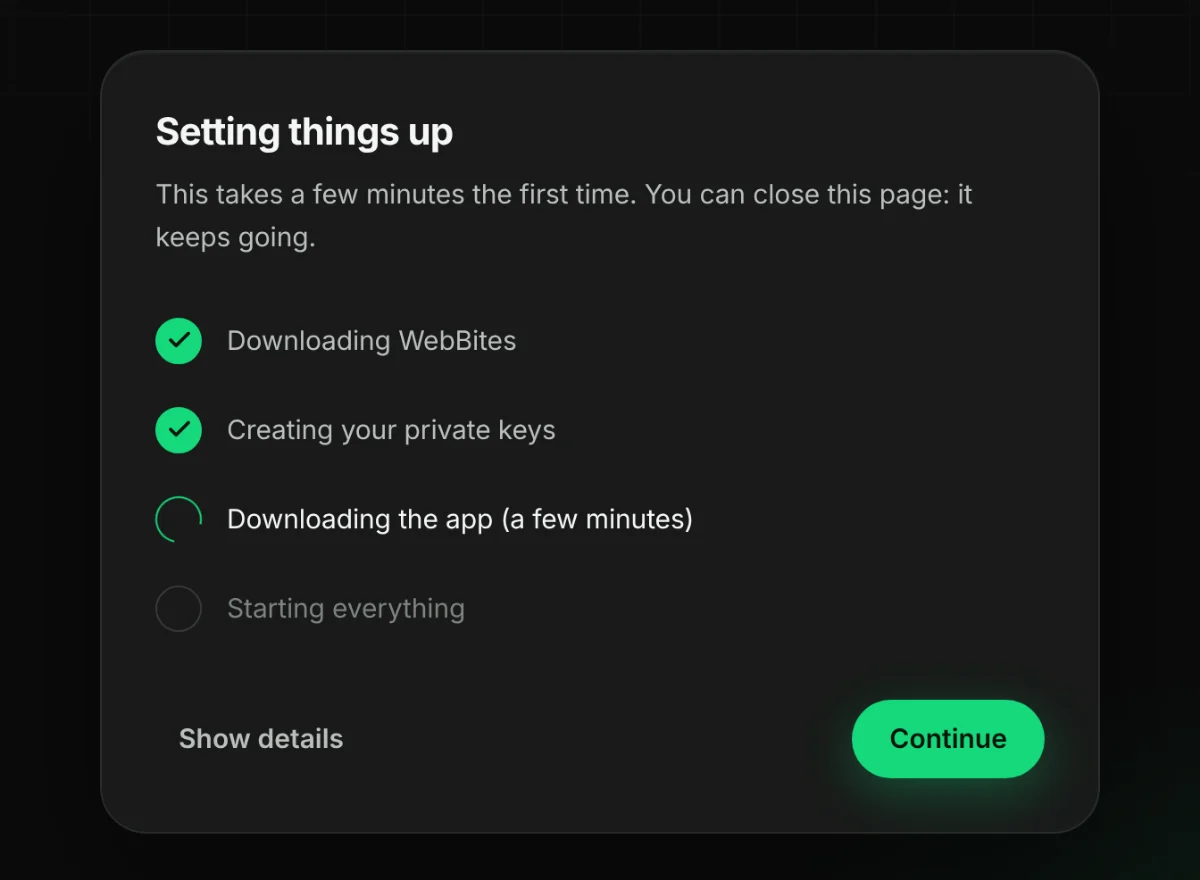 Setting things up
This takes a few minutes the first time. You can close this page: it
keeps going.
Downloading WebBites
Creating your private keys
Downloading the app (a few minutes)
Starting everything
Show details
Continue